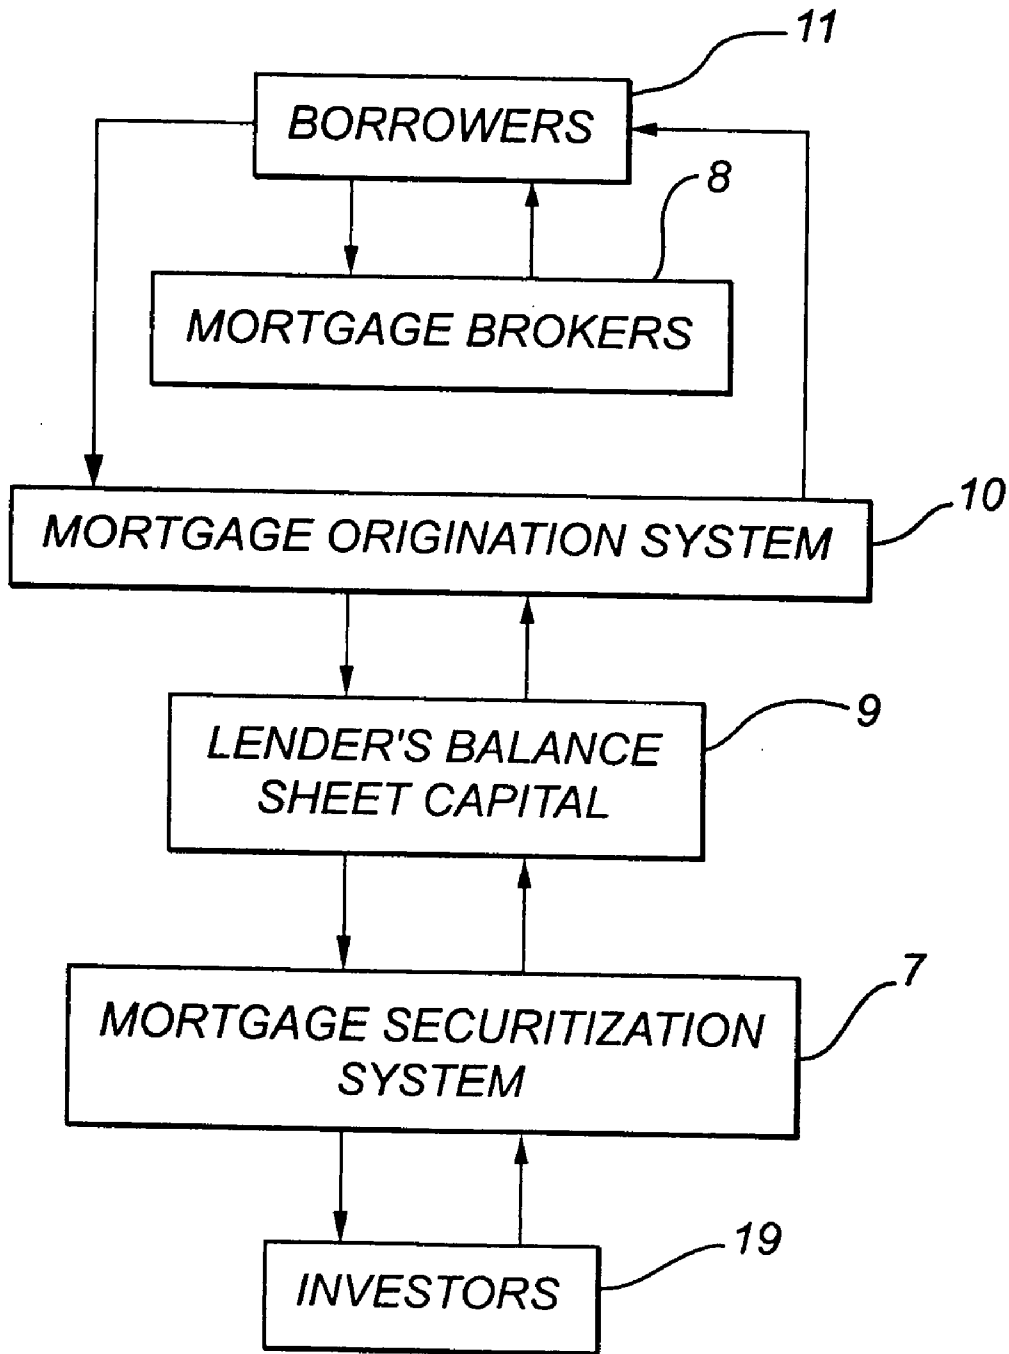 11
BORROWERS
8
MORTGAGE BROKERS
10
MORTGAGE ORIGINATION SYSTEM
9
LENDER'S BALANCE
SHEET CAPITAL
7
MORTGAGE SECURITIZATION
SYSTEM
19
INVESTORS